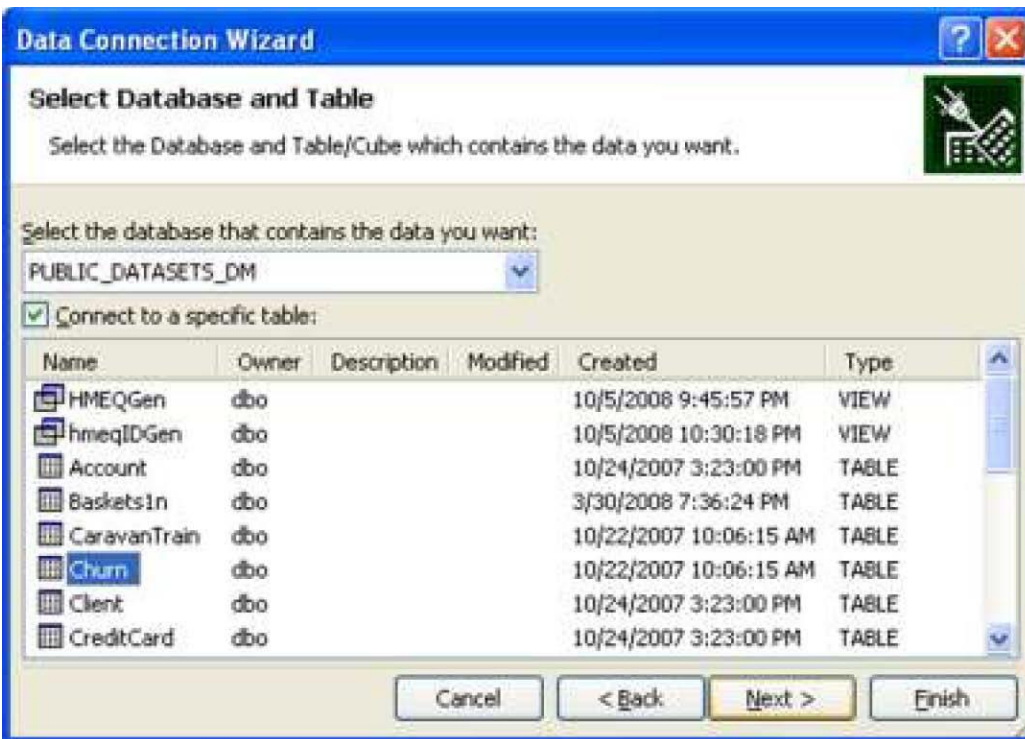 Data Connection Wizard
Select Database and Table
Select the Database and Table/Cube which contains the data you want.
Select the database that contains the data you want:
PUBLIC_DATASETS_DM
Connect to a specific table:
Name Owner Description Modified Created Type
HMEQGen dbo 10/5/2008 9:45:57 PM VIEW
hmeqIDGen dbo 10/5/2008 10:30:18 PM VIEW
Account dbo 10/24/2007 3:23:00 PM TABLE
Baskets1n dbo 3/30/2008 7:36:24 PM TABLE
CaravanTrain dbo 10/22/2007 10:06:15 AM TABLE
Churn dbo 10/22/2007 10:06:15 AM TABLE
Client dbo 10/24/2007 3:23:00 PM TABLE
CreditCard dbo 10/24/2007 3:23:00 PM TABLE
Cancel < Back Next > Finish